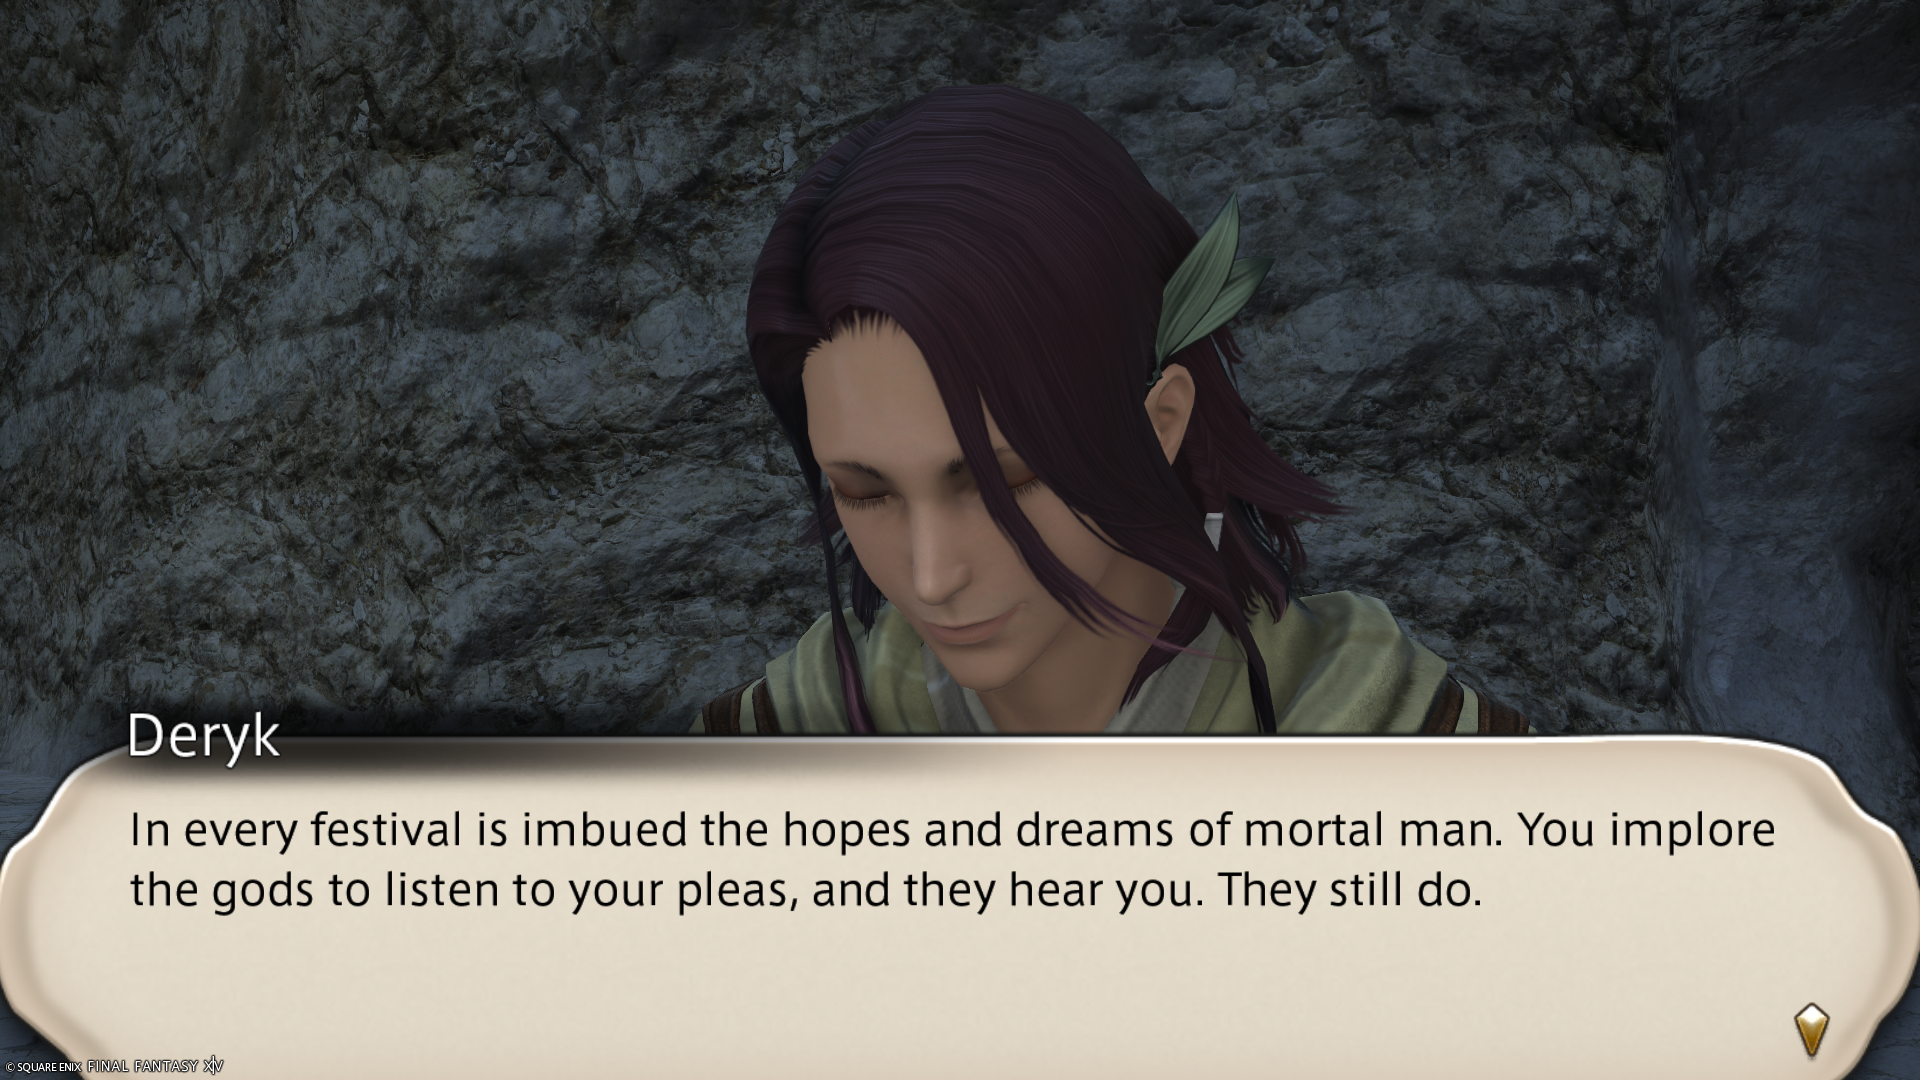 Deryk
In every festival is imbued the hopes and dreams of mortal man. You implore
the gods to listen to your pleas, and they hear you. They still do.
© SQUARE ENIX FINAL FANTASY XIV